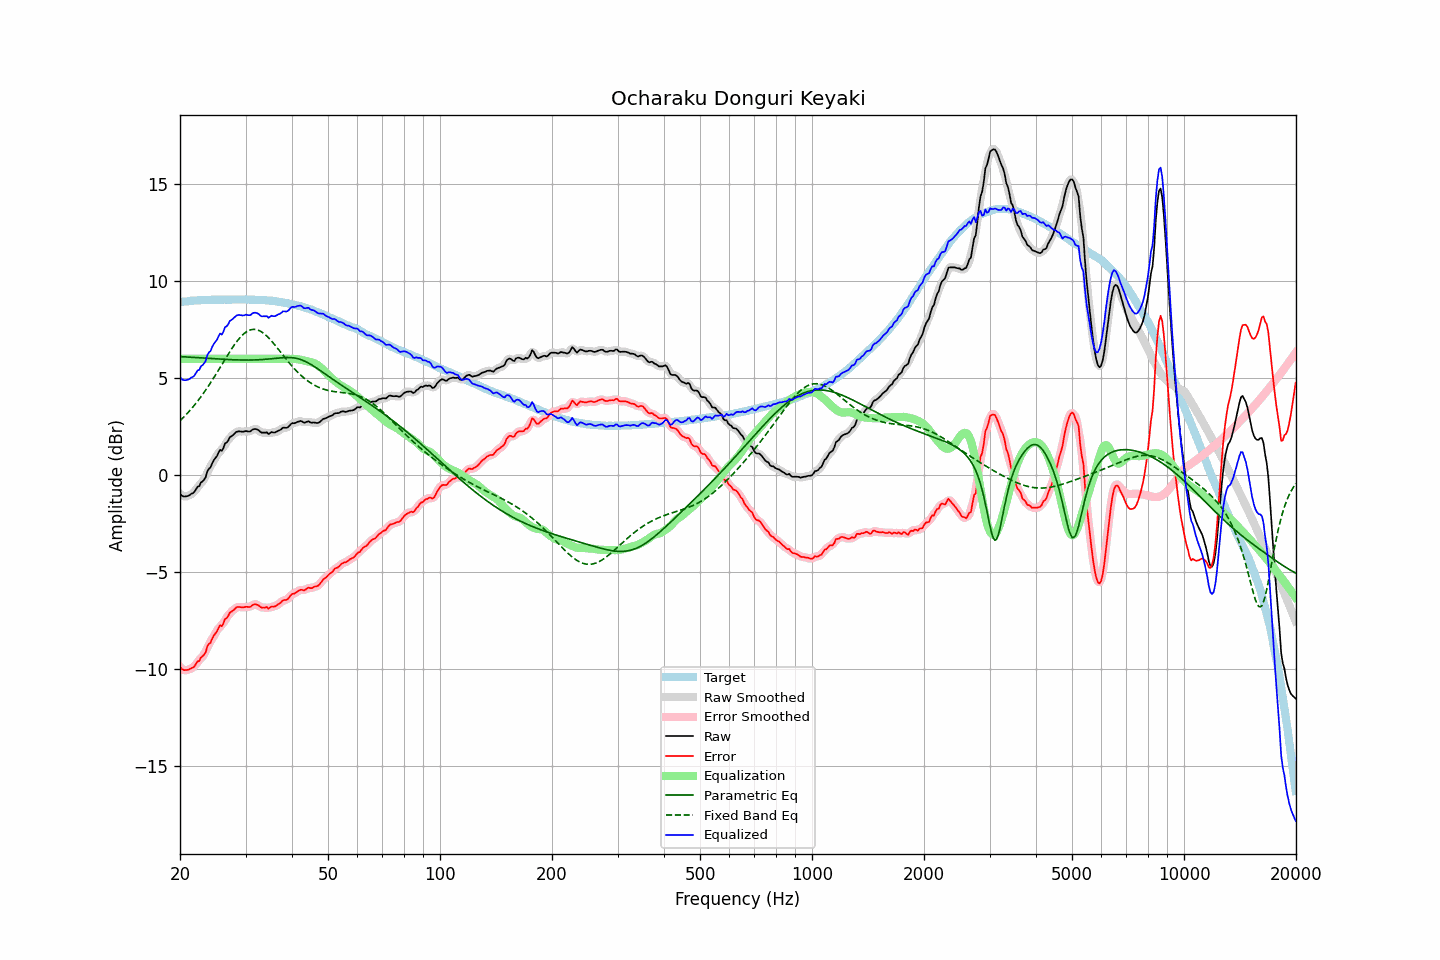 Ocharaku Donguri Keyaki
15
10
5
0
−5
−10
−15
Amplitude (dBr)
Target
Raw Smoothed
Error Smoothed
Raw
Error
Equalization
Parametric Eq
Fixed Band Eq
Equalized
20 50 100 200 500 1000 2000 5000 10000 20000
Frequency (Hz)